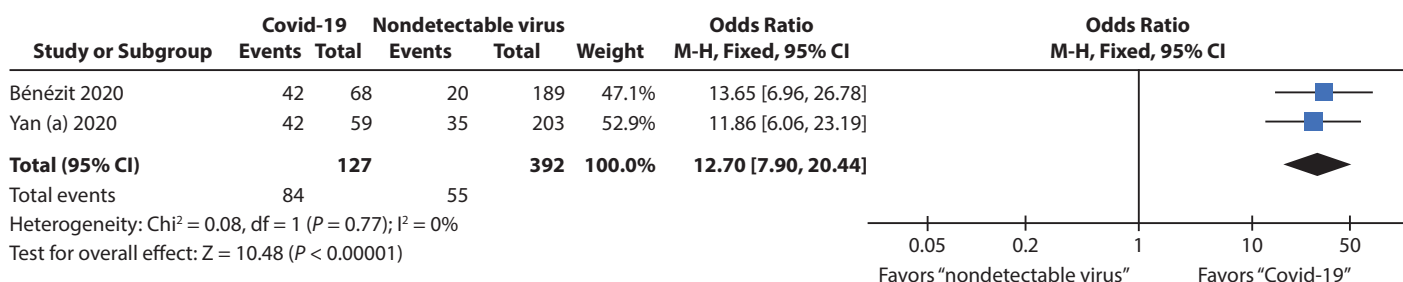 Covid-19 Nondetectable virus Odds Ratio Odds Ratio
Study or Subgroup Events Total Events Total Weight M-H, Fixed, 95% CI M-H, Fixed, 95% CI
Bénézit 2020 42 68 20 189 47.1% 13.65 [6.96, 26.78]
Yan (a) 2020 42 59 35 203 52.9% 11.86 [6.06, 23.19]
Total (95% CI) 127 392 100.0% 12.70 [7.90, 20.44]
Total events 84 55
Heterogeneity: Chi² = 0.08, df = 1 (P = 0.77); I² = 0%
Test for overall effect: Z = 10.48 (P < 0.00001)
0.05 0.2 1 10 50
Favors “nondetectable virus” Favors “Covid-19”